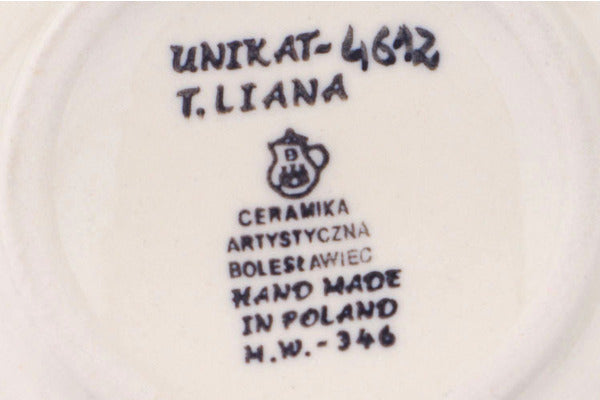 UNIKAT-4612
T. LIANA
B
CERAMIKA
ARTYSTYCZNA
BOLESŁAWIEC
HAND MADE
IN POLAND
H.W.-346